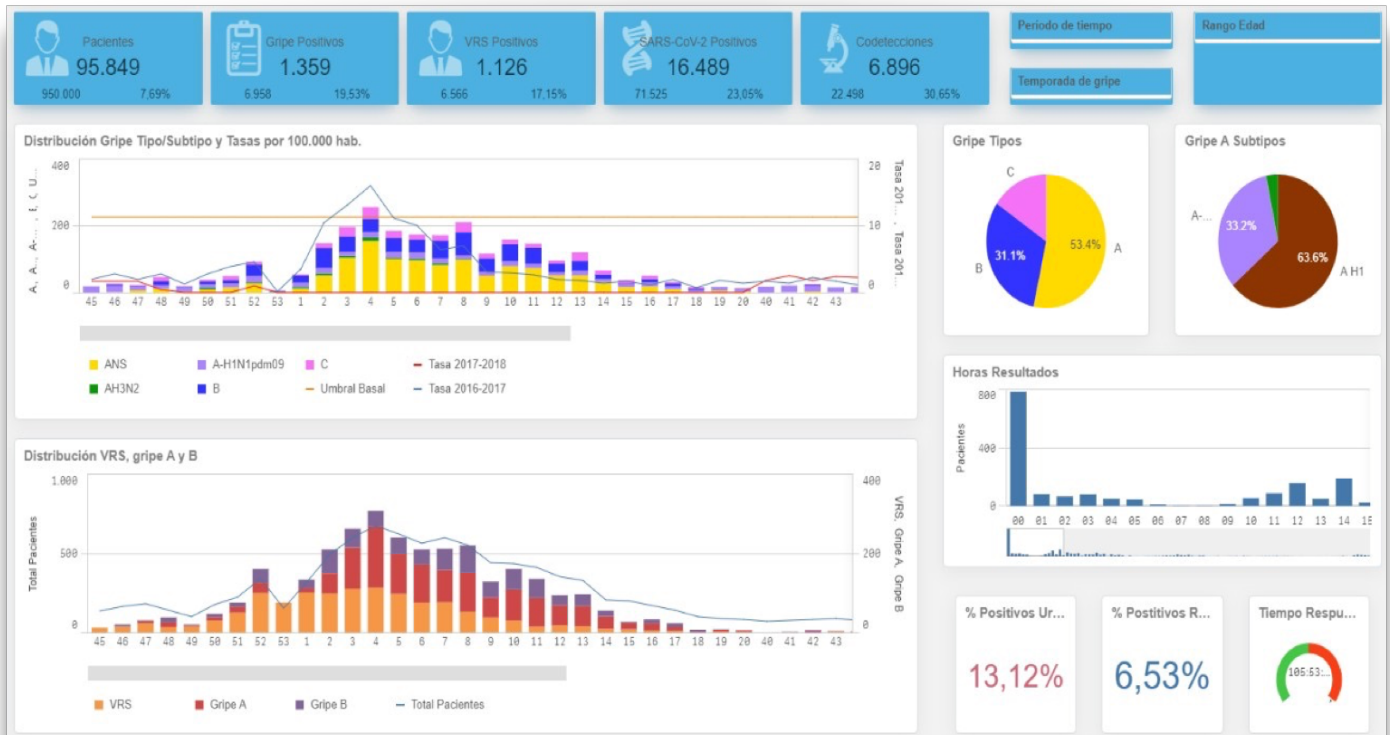 Pacientes
95.849
950.000 7,69%
Gripe Positivos
1.359
6.958 19,53%
VRS Positivos
1.126
6.566 17,15%
SARS-CoV-2 Positivos
16.489
71.525 23,05%
Codetecciones
6.896
22.498 30,65%
Periodo de tiempo
Temporada de gripe
Rango Edad
Distribución Gripe Tipo/Subtipo y Tasas por 100.000 hab.
400
200
0
20
10
0
Tasa 201... , Tasa 201...
45 46 47 48 49 50 51 52 53 1 2 3 4 5 6 7 8 9 10 11 12 13 14 15 16 17 18 19 20 40 41 42 43
ANS A-H1N1pdm09 C Tasa 2017-2018
AH3N2 B Umbral Basal Tasa 2016-2017
Gripe Tipos
C
B
31.1%
53.4%
A
Gripe A Subtipos
A-...
33.2%
63.6%
A H1
Horas Resultados
Pacientes
800
400
0
00 01 02 03 04 05 06 07 08 09 10 11 12 13 14 15
Distribución VRS, gripe A y B
Total Pacientes
1.000
500
0
400
200
0
VRS, Gripe A, Gripe B
45 46 47 48 49 50 51 52 53 1 2 3 4 5 6 7 8 9 10 11 12 13 14 15 16 17 18 19 20 40 41 42 43
VRS Gripe A Gripe B Total Pacientes
% Positivos Ur...
13,12%
% Postitivos R...
6,53%
Tiempo Respu...
105:53:...